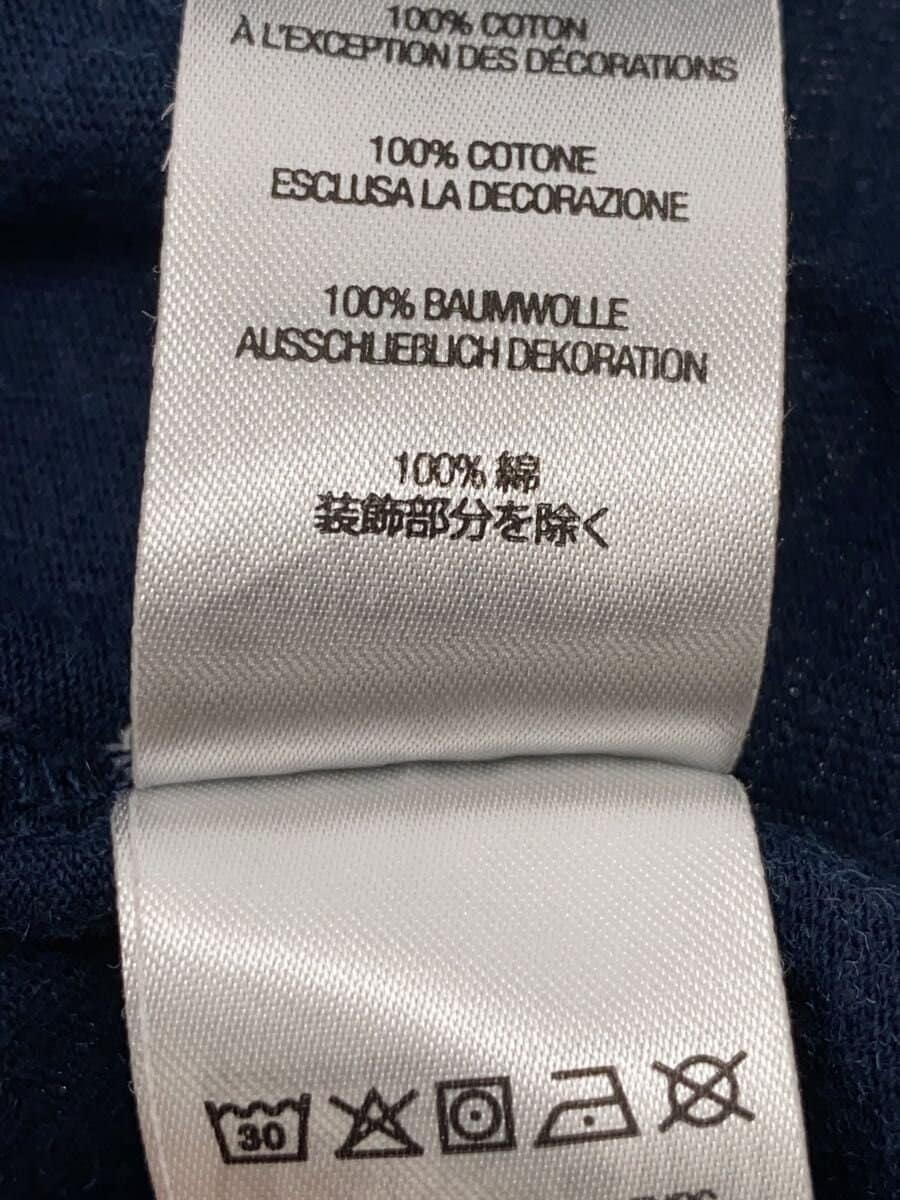 100% COTON
À L'EXCEPTION DES DÉCORATIONS
100% COTONE
ESCLUSA LA DECORAZIONE
100% BAUMWOLLE
AUSSCHLIEßLICH DEKORATION
100% 綿
装飾部分を除く
30